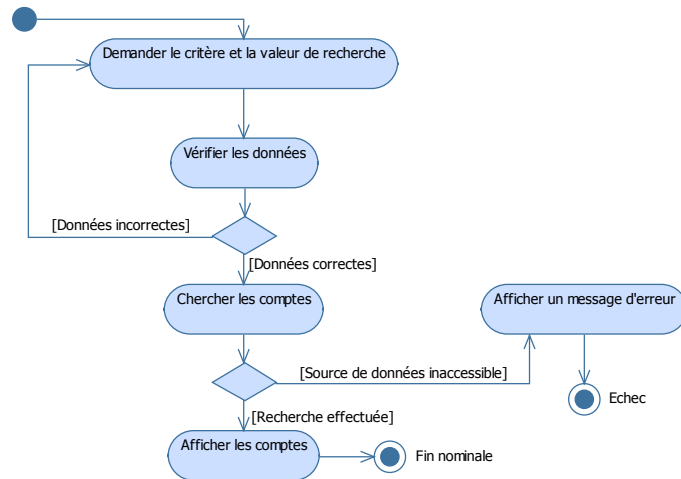 Demander le critère et la valeur de recherche
Vérifier les données
[Données incorrectes]
[Données correctes]
Chercher les comptes
Afficher un message d'erreur
[Source de données inaccessible]
Echec
[Recherche effectuée]
Afficher les comptes
Fin nominale